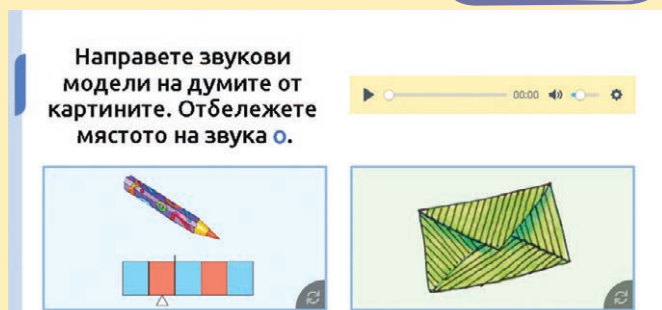 Направете звукови
модели на думите от
картините. Отбележете
мястото на звука о.
00:00